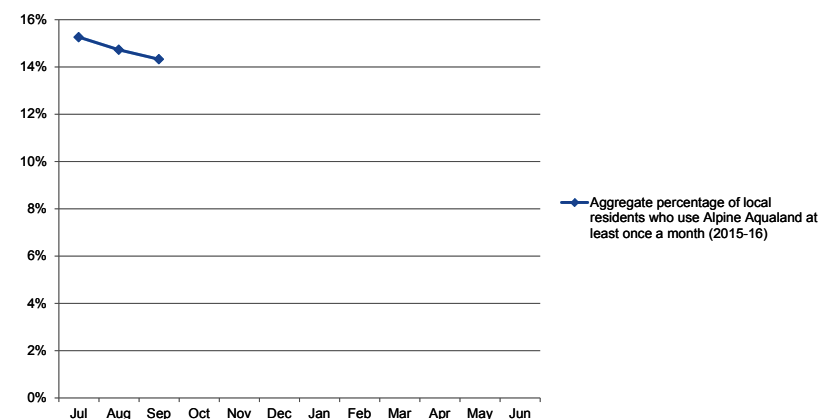 16%
14%
12%
10%
8%
6%
4%
2%
0%
Jul Aug Sep Oct Nov Dec Jan Feb Mar Apr May Jun
Aggregate percentage of local
residents who use Alpine Aqualand at
least once a month (2015-16)